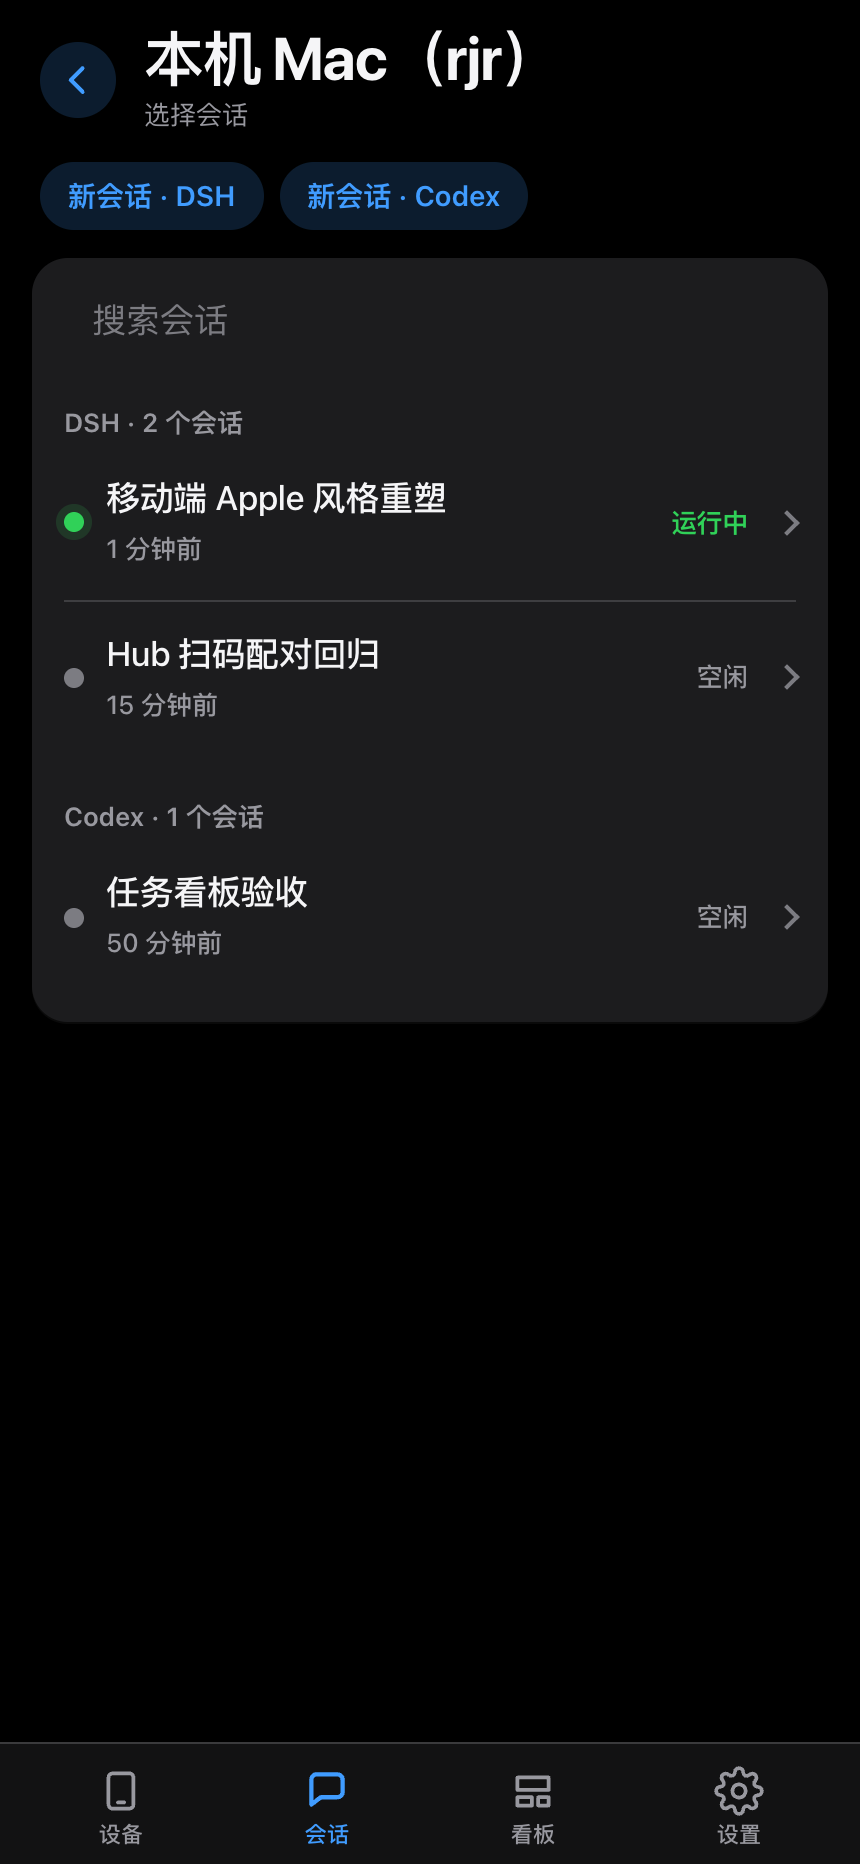 本机 Mac（rjr）
选择会话
新会话 · DSH
新会话 · Codex
搜索会话
DSH · 2 个会话
移动端 Apple 风格重塑
运行中
1 分钟前
Hub 扫码配对回归
空闲
15 分钟前
Codex · 1 个会话
任务看板验收
空闲
50 分钟前
设备
会话
看板
设置